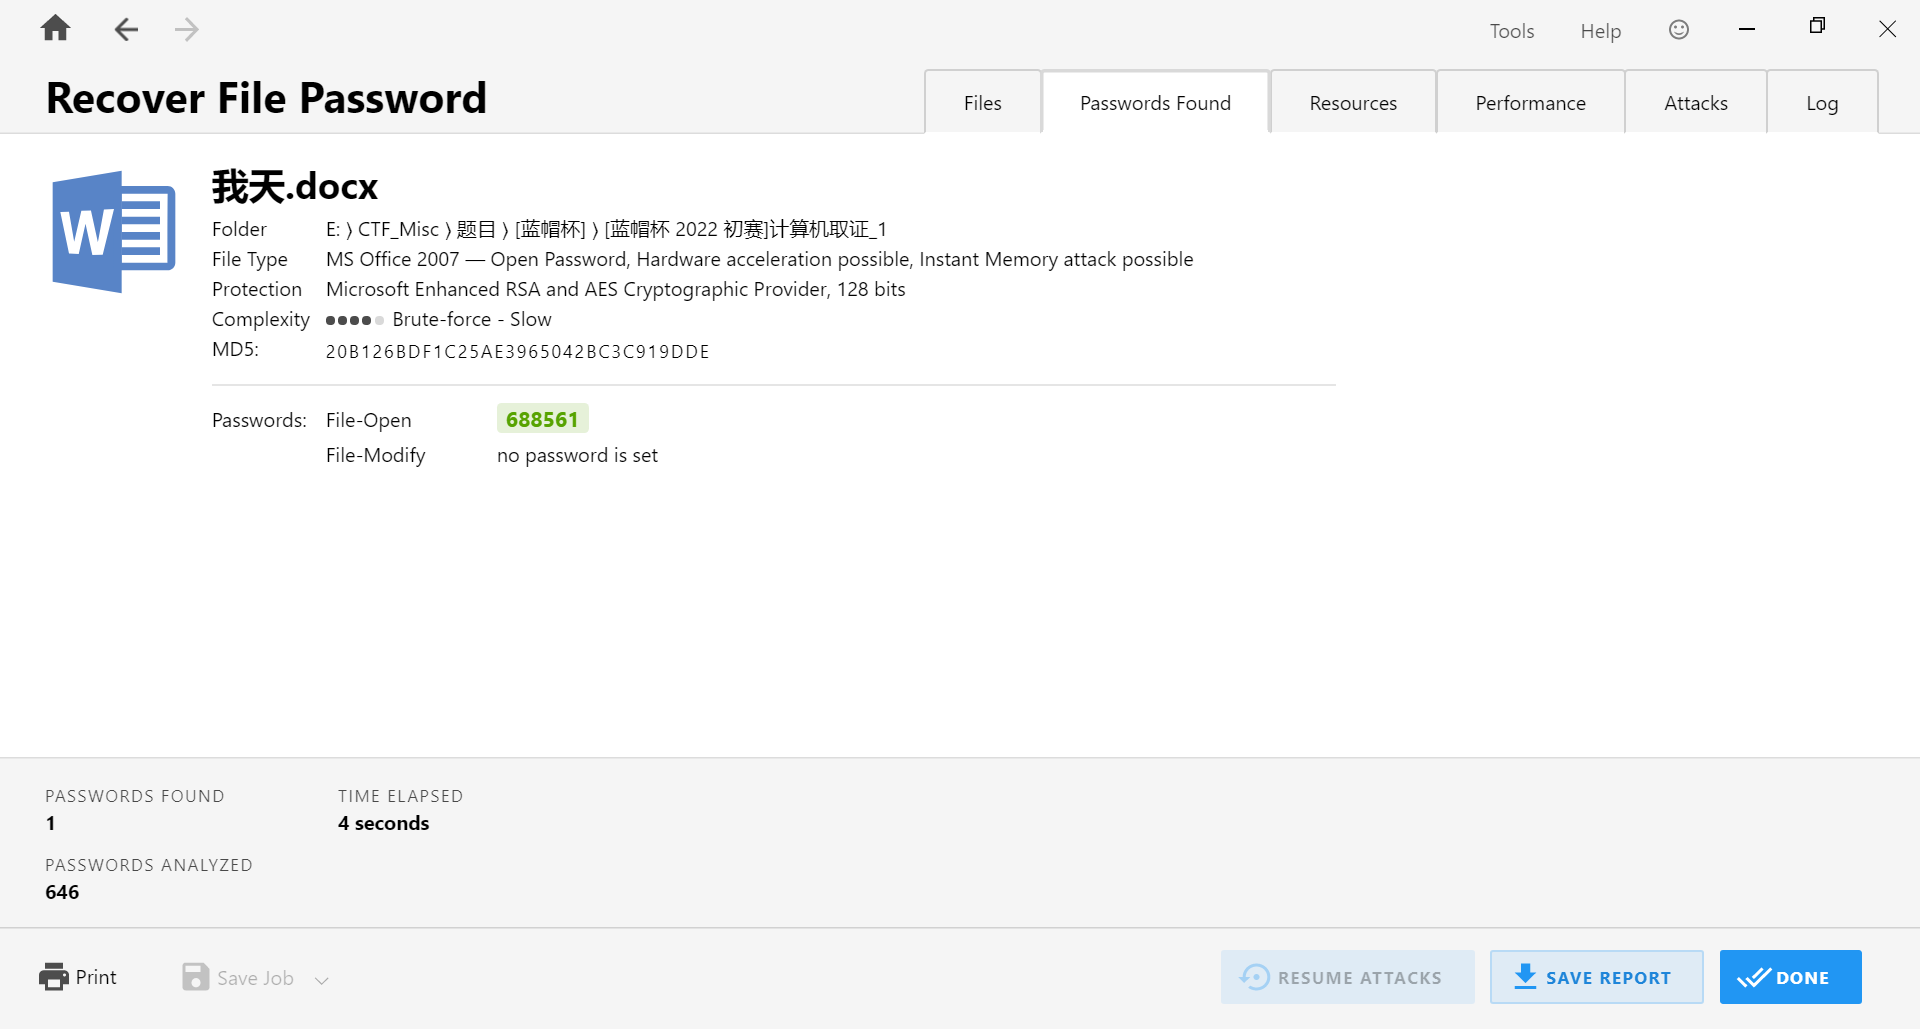 Tools Help
Recover File Password
Files Passwords Found Resources Performance Attacks Log
W
我天.docx
Folder E: ⟩ CTF_Misc ⟩ 题目 ⟩ [蓝帽杯] ⟩ [蓝帽杯 2022 初赛]计算机取证_1
File Type MS Office 2007 — Open Password, Hardware acceleration possible, Instant Memory attack possible
Protection Microsoft Enhanced RSA and AES Cryptographic Provider, 128 bits
Complexity Brute-force - Slow
MD5: 20B126BDF1C25AE3965042BC3C919DDE
Passwords: File-Open 688561
File-Modify no password is set
PASSWORDS FOUND TIME ELAPSED
1 4 seconds
PASSWORDS ANALYZED
646
Print Save Job RESUME ATTACKS SAVE REPORT DONE